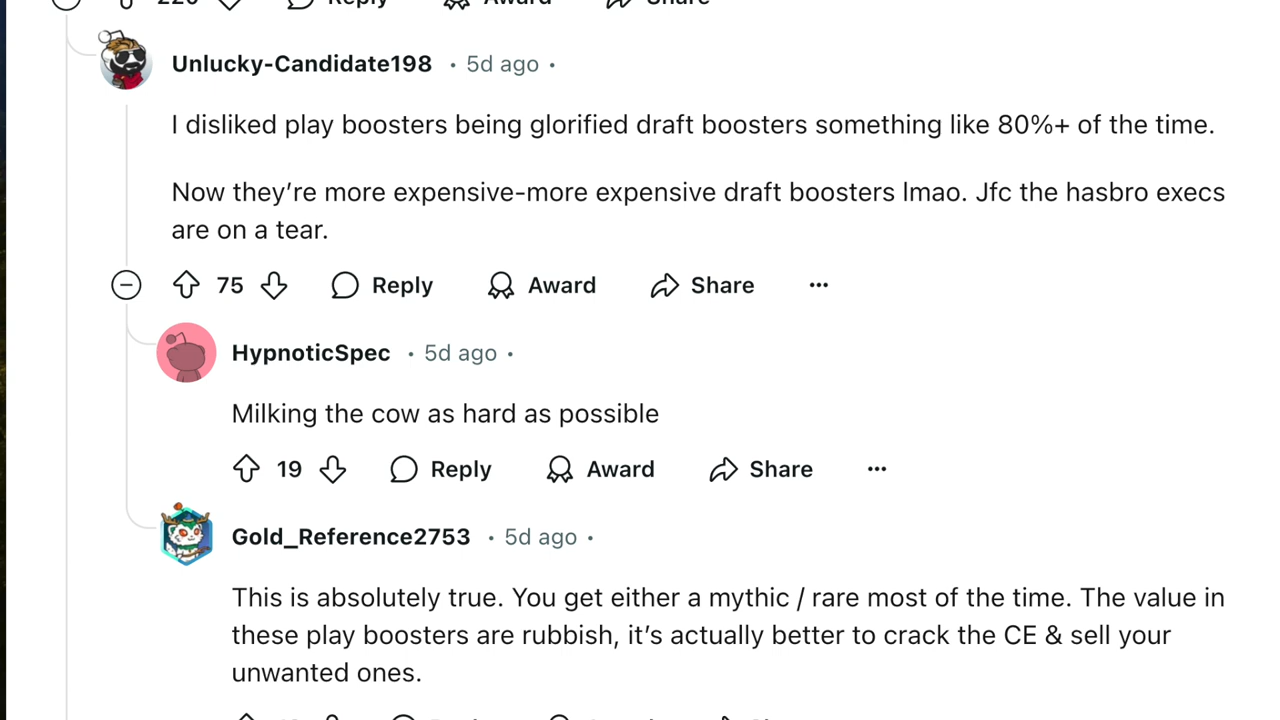 220 Reply Award Share
Unlucky-Candidate198 • 5d ago •
I disliked play boosters being glorified draft boosters something like 80%+ of the time.
Now they’re more expensive-more expensive draft boosters lmao. Jfc the hasbro execs
are on a tear.
75 Reply Award Share ...
HypnoticSpec • 5d ago •
Milking the cow as hard as possible
19 Reply Award Share ...
Gold_Reference2753 • 5d ago •
This is absolutely true. You get either a mythic / rare most of the time. The value in
these play boosters are rubbish, it’s actually better to crack the CE & sell your
unwanted ones.